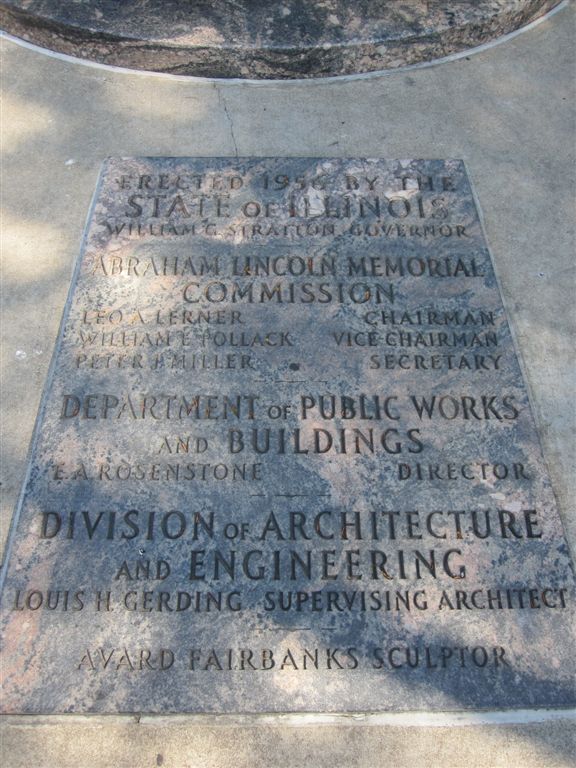 ERECTED 1956 BY THE
STATE OF ILLINOIS
WILLIAM G. STRATTON, GOVERNOR
ABRAHAM LINCOLN MEMORIAL
COMMISSION
LEO A. LERNER CHAIRMAN
WILLIAM E. POLLACK VICE CHAIRMAN
PETER J. MILLER SECRETARY
DEPARTMENT OF PUBLIC WORKS
AND BUILDINGS
E. A. ROSENSTONE DIRECTOR
DIVISION OF ARCHITECTURE
AND ENGINEERING
LOUIS H. GERDING SUPERVISING ARCHITECT
AVARD FAIRBANKS SCULPTOR